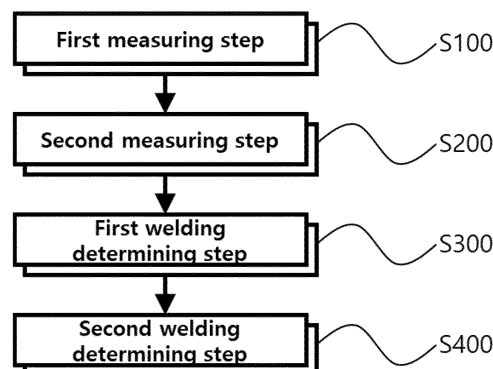 First measuring step
S100
Second measuring step
S200
First welding
determining step
S300
Second welding
determining step
S400